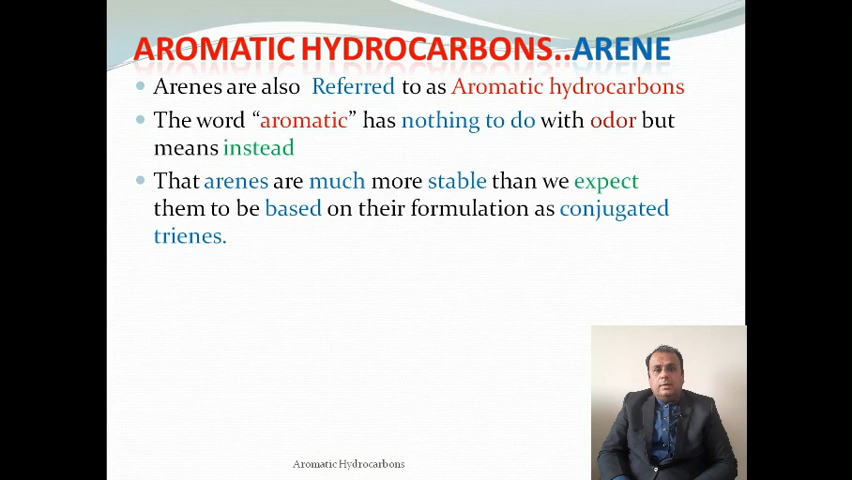 AROMATIC HYDROCARBONS..ARENE
Arenes are also Referred to as Aromatic hydrocarbons
The word “aromatic” has nothing to do with odor but
means instead
That arenes are much more stable than we expect
them to be based on their formulation as conjugated
trienes.
Aromatic Hydrocarbons